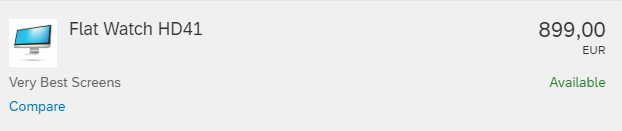 Flat Watch HD41
899,00
EUR
Very Best Screens
Available
Compare